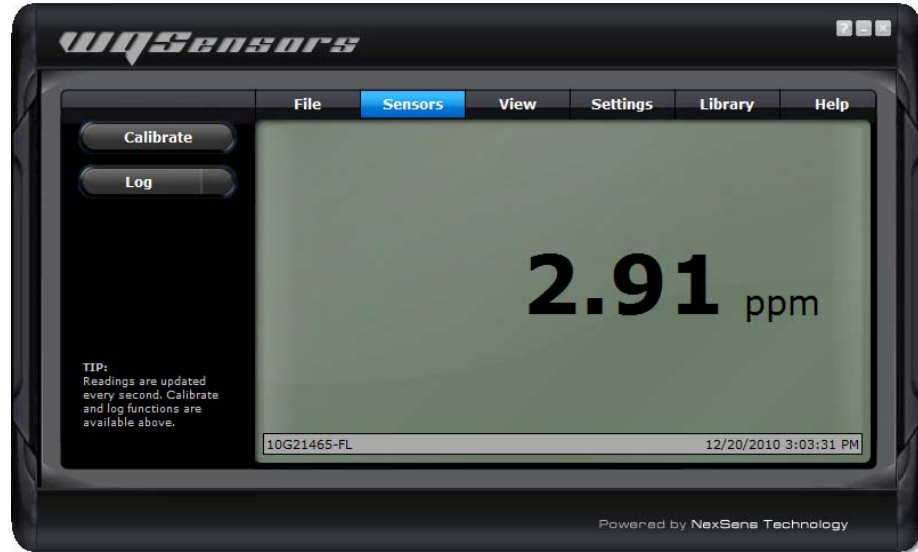 WQSensors
? - ×
File Sensors View Settings Library Help
Calibrate
Log
2.91 ppm
TIP:
Readings are updated
every second. Calibrate
and log functions are
available above.
10G21465-FL 12/20/2010 3:03:31 PM
Powered by NexSens Technology